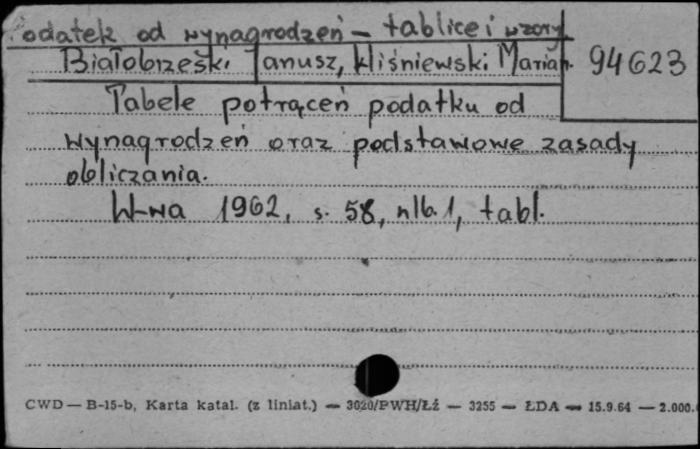 Podatek od wynagrodzeń – tablice i wzory
Białobrzeski Janusz, Wiśniewski Marian.
94623
Tabele potrąceń podatku od
wynagrodzeń oraz podstawowe zasady
obliczania.
W-wa 1962, s. 58, nlb. 1, tabl.
CWD — B-15-b, Karta katal. (z liniat.) — 3020/PWH/Łź — 3255 — ŁDA — 15.9.64 — 2.000.